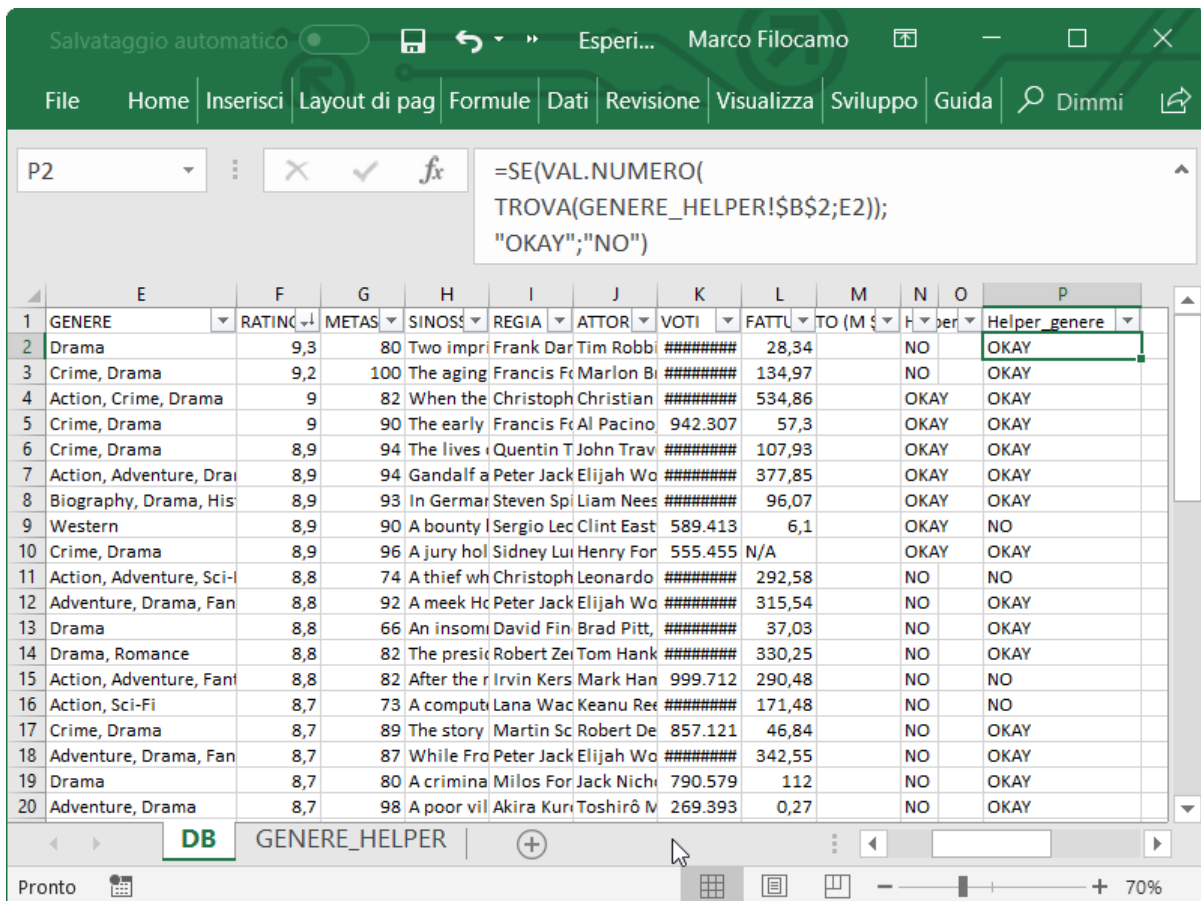 Salvataggio automatico Esperi... Marco Filocamo
File Home Inserisci Layout di pag Formule Dati Revisione Visualizza Sviluppo Guida Dimmi
P2 fx =SE(VAL.NUMERO(
TROVA(GENERE_HELPER!$B$2;E2));
"OKAY";"NO")
E F G H I J K L M N O P
1 GENERE RATING METAS SINOSS REGIA ATTOR VOTI FATTU TO (M $ H per Helper_genere
2 Drama 9,3 80 Two impri Frank Dar Tim Robbi ######## 28,34 NO OKAY
3 Crime, Drama 9,2 100 The aging Francis Fo Marlon B ######## 134,97 NO OKAY
4 Action, Crime, Drama 9 82 When the Christoph Christian ######## 534,86 OKAY OKAY
5 Crime, Drama 9 90 The early Francis Fo Al Pacino 942.307 57,3 OKAY OKAY
6 Crime, Drama 8,9 94 The lives Quentin T John Trav ######## 107,93 OKAY OKAY
7 Action, Adventure, Dra 8,9 94 Gandalf a Peter Jack Elijah Wo ######## 377,85 OKAY OKAY
8 Biography, Drama, His 8,9 93 In Germar Steven Spi Liam Nees ######## 96,07 OKAY OKAY
9 Western 8,9 90 A bounty Sergio Leo Clint East 589.413 6,1 OKAY NO
10 Crime, Drama 8,9 96 A jury hol Sidney Lu Henry Fon 555.455 N/A OKAY OKAY
11 Action, Adventure, Sci- 8,8 74 A thief wh Christoph Leonardo ######## 292,58 NO NO
12 Adventure, Drama, Fan 8,8 92 A meek Ho Peter Jack Elijah Wo ######## 315,54 NO OKAY
13 Drama 8,8 66 An insom David Fin Brad Pitt, ######## 37,03 NO OKAY
14 Drama, Romance 8,8 82 The presi Robert Ze Tom Hank ######## 330,25 NO OKAY
15 Action, Adventure, Fant 8,8 82 After the r Irvin Kers Mark Ham 999.712 290,48 NO NO
16 Action, Sci-Fi 8,7 73 A comput Lana Wac Keanu Ree ######## 171,48 NO NO
17 Crime, Drama 8,7 89 The story Martin Sc Robert De 857.121 46,84 NO OKAY
18 Adventure, Drama, Fan 8,7 87 While Fro Peter Jack Elijah Wo ######## 342,55 NO OKAY
19 Drama 8,7 80 A crimina Milos For Jack Nich 790.579 112 NO OKAY
20 Adventure, Drama 8,7 98 A poor vil Akira Kur Toshirô M 269.393 0,27 NO OKAY
DB GENERE_HELPER
Pronto 70%